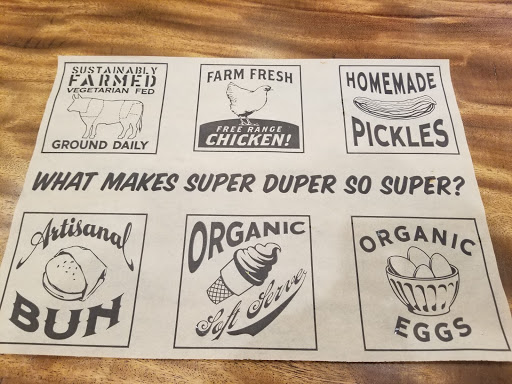 SUSTAINABLY
FARMED
VEGETARIAN FED
GROUND DAILY
FARM FRESH
FREE RANGE
CHICKEN!
HOMEMADE
PICKLES
WHAT MAKES SUPER DUPER SO SUPER?
Artisanal
BUN
ORGANIC
Soft Serve
ORGANIC
EGGS